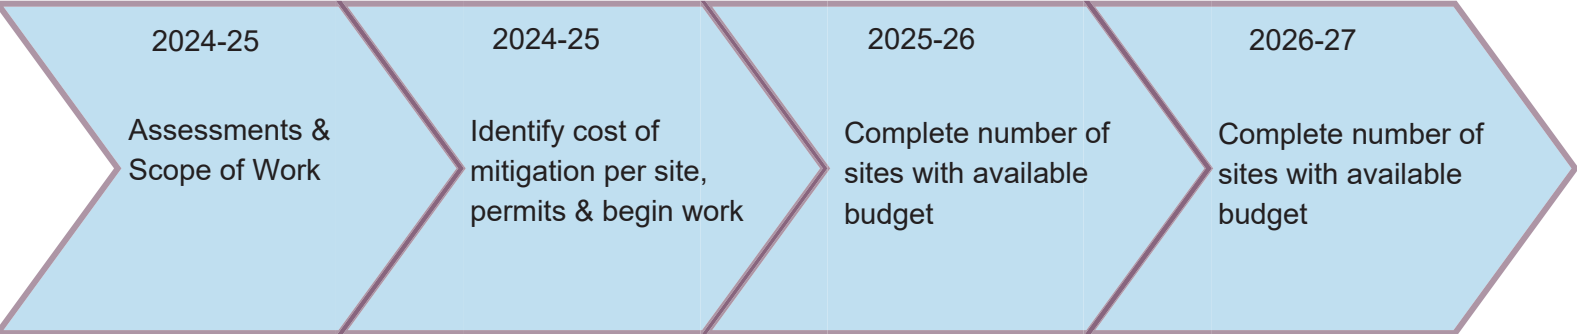 2024-25
Assessments &
Scope of Work
2024-25
Identify cost of
mitigation per site,
permits & begin work
2025-26
Complete number of
sites with available
budget
2026-27
Complete number of
sites with available
budget